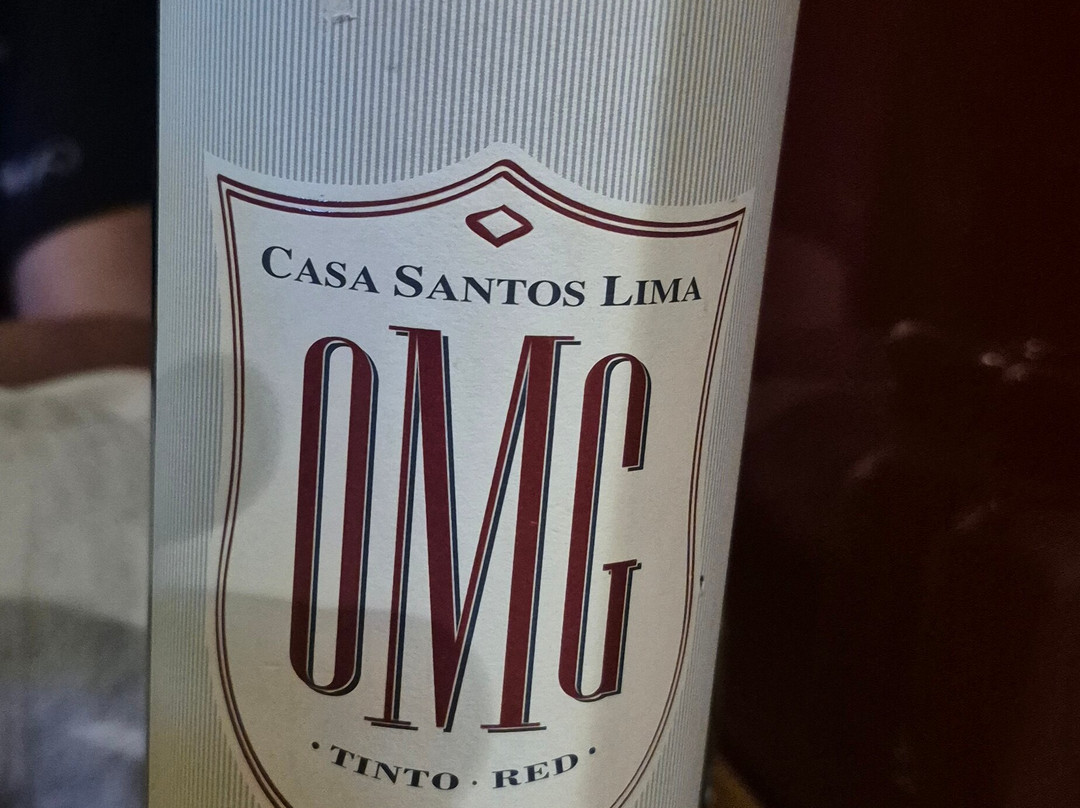 CASA SANTOS LIMA
OMG
• TINTO · RED •